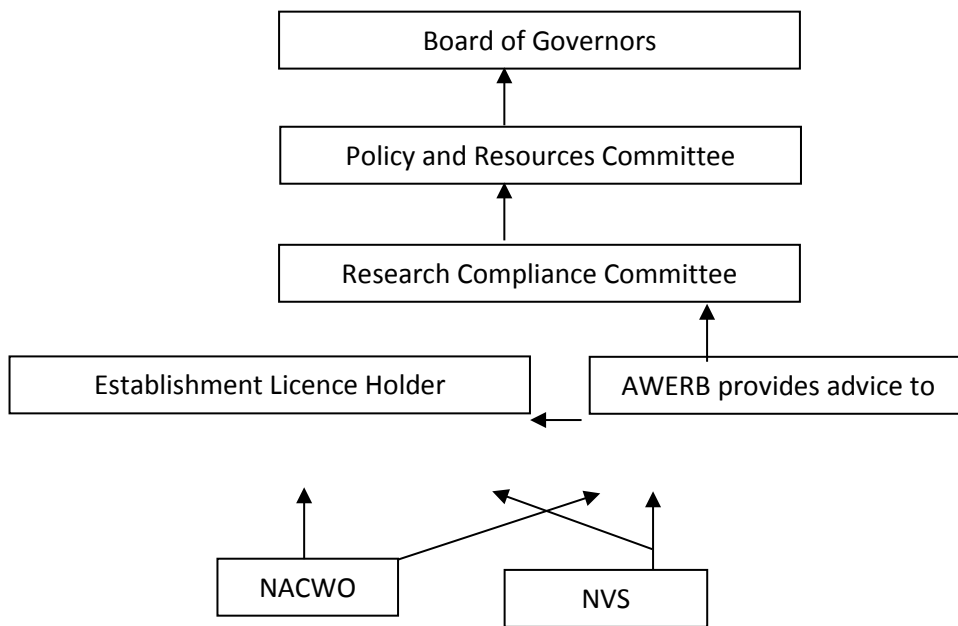 Board of Governors
Policy and Resources Committee
Research Compliance Committee
Establishment Licence Holder
AWERB provides advice to
NACWO
NVS